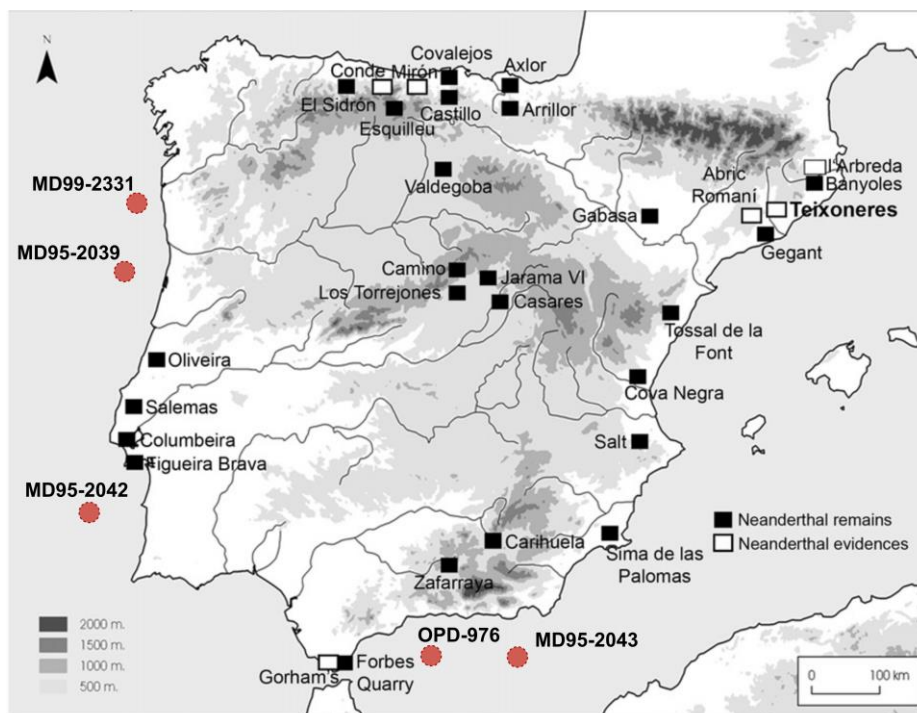 N
Covalejos
Conde Mirón
Axlor
El Sidrón
Castillo
Arrillor
Esquilleu
MD99-2331
Valdegoba
l'Arbreda
Abric
Romaní
Banyoles
Gabasa
Teixoneres
Gegant
MD95-2039
Camino
Jarama VI
Los Torrejones
Casares
Tossal de la
Font
Oliveira
Cova Negra
Salemas
Columbeira
Salt
Figueira Brava
MD95-2042
Neanderthal remains
Neanderthal evidences
Carihuela
Sima de las
Palomas
Zafarraya
2000 m.
1500 m.
1000 m.
500 m.
OPD-976
MD95-2043
Gorham's
Forbes
Quarry
0
100 km